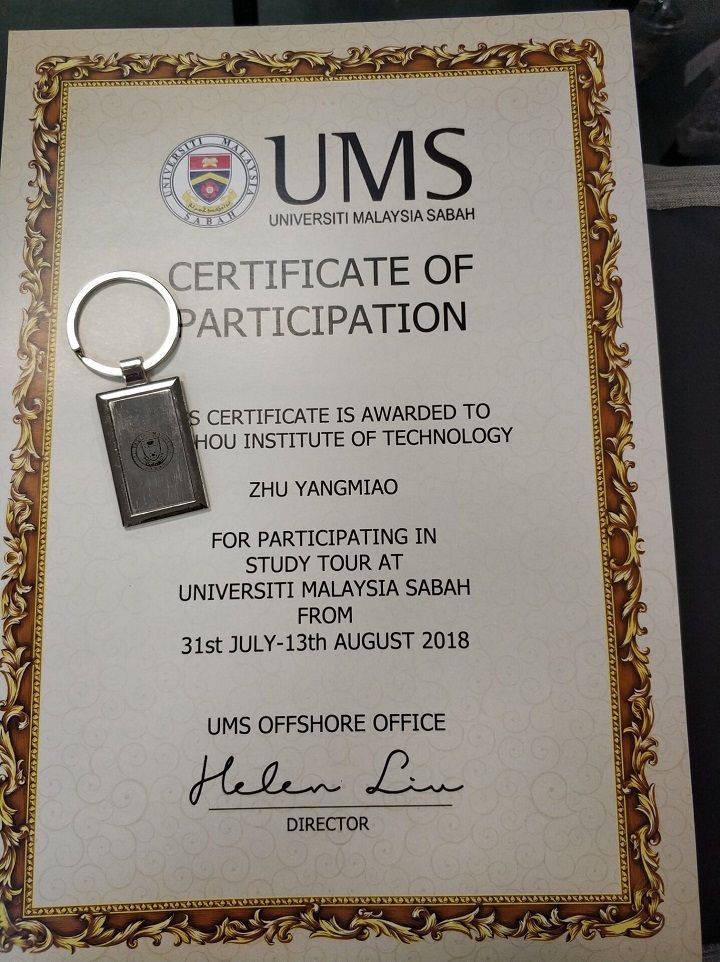 UNIVERSITI MALAYSIA
SABAH
UMS
UNIVERSITI MALAYSIA SABAH
CERTIFICATE OF
PARTICIPATION
S CERTIFICATE IS AWARDED TO
HOU INSTITUTE OF TECHNOLOGY
ZHU YANGMIAO
FOR PARTICIPATING IN
STUDY TOUR AT
UNIVERSITI MALAYSIA SABAH
FROM
31st JULY-13th AUGUST 2018
UMS OFFSHORE OFFICE
Helen Liu
DIRECTOR